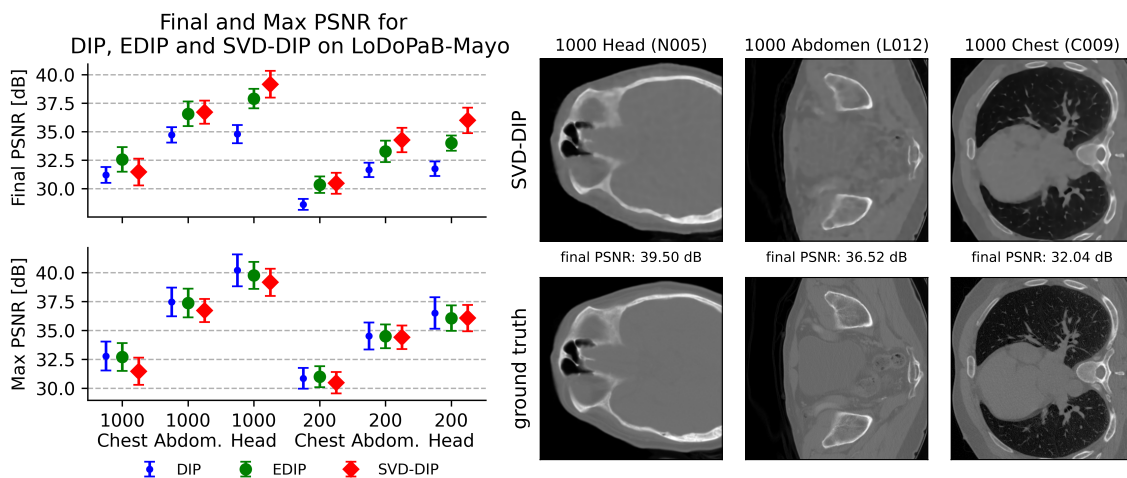 Final and Max PSNR for
DIP, EDIP and SVD-DIP on LoDoPaB-Mayo
Final PSNR [dB]
40.0
37.5
35.0
32.5
30.0
Max PSNR [dB]
40.0
37.5
35.0
32.5
30.0
1000 1000 1000 200 200 200
Chest Abdom. Head Chest Abdom. Head
DIP EDIP SVD-DIP
1000 Head (N005) 1000 Abdomen (L012) 1000 Chest (C009)
SVD-DIP
final PSNR: 39.50 dB final PSNR: 36.52 dB final PSNR: 32.04 dB
ground truth